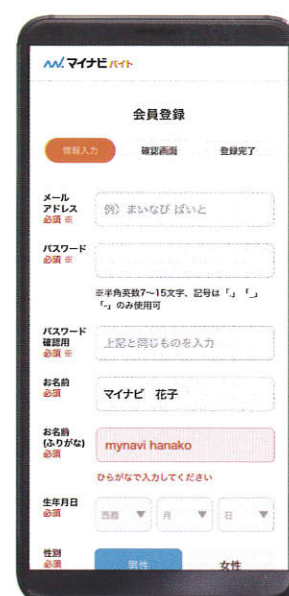 マイナビバイト
会員登録
情報入力 確認画面 登録完了
メール
アドレス
必須 ※
例）まいなび ばいと
パスワード
必須 ※
※半角英数7〜15文字、記号は「.」「_」
「-」のみ使用可
パスワード
確認用
必須 ※
上記と同じものを入力
お名前
必須
マイナビ 花子
お名前
(ふりがな)
必須
mynavi hanako
ひらがなで入力してください
生年月日
必須
西暦 ▼ 月 ▼ 日 ▼
性別
必須
男性 女性